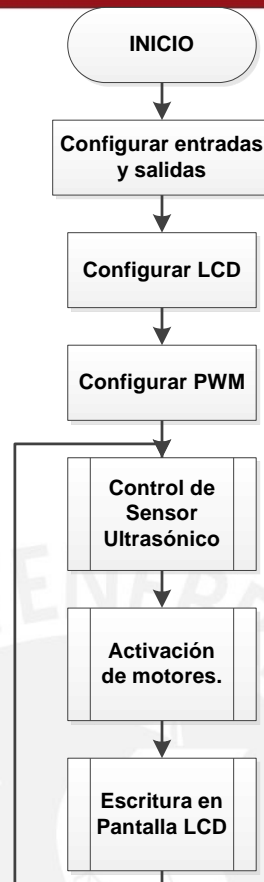 INICIO
Configurar entradas
y salidas
Configurar LCD
Configurar PWM
Control de
Sensor
Ultrasónico
Activación
de motores.
Escritura en
Pantalla LCD